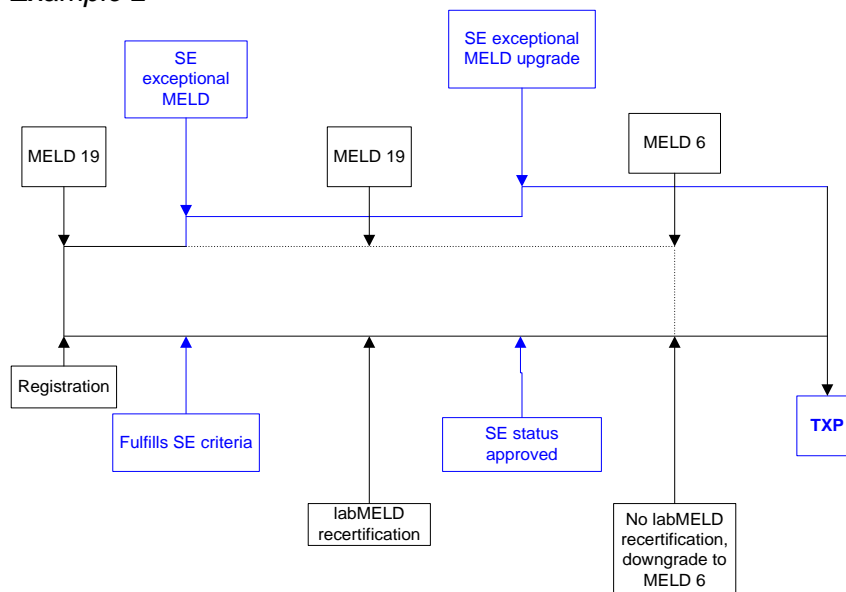 Example 2
SE
exceptional
MELD
SE exceptional
MELD upgrade
MELD 19
MELD 19
MELD 6
Registration
Fulfills SE criteria
SE status
approved
TXP
labMELD
recertification
No labMELD
recertification,
downgrade to
MELD 6